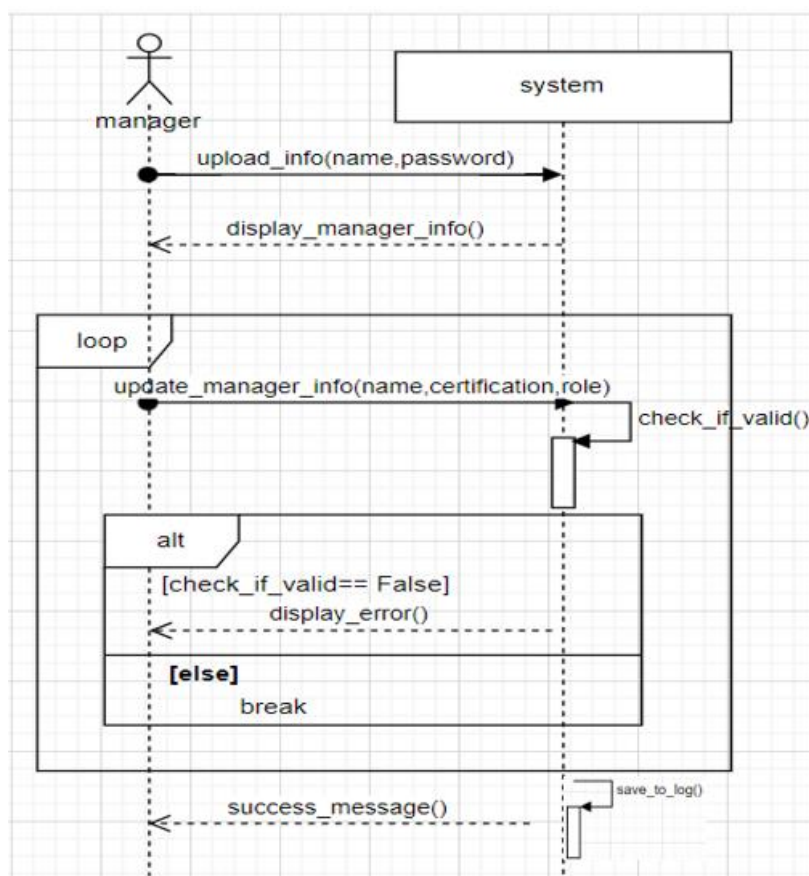 system
manager
upload_info(name,password)
display_manager_info()
loop
update_manager_info(name,certification,role)
check_if_valid()
alt
[check_if_valid== False]
display_error()
[else]
break
save_to_log()
success_message()